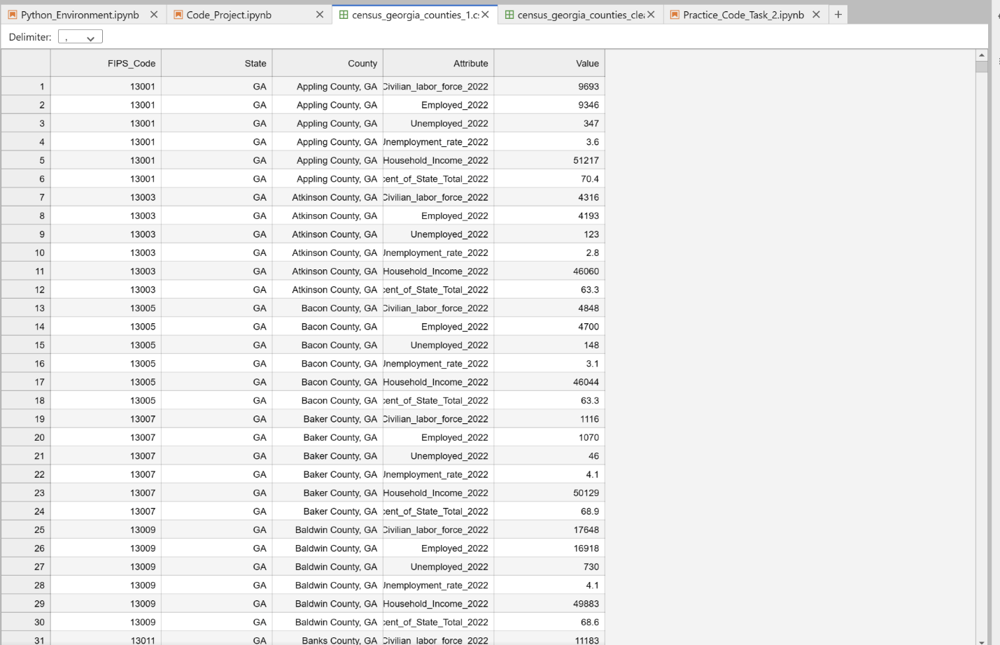 Python_Environment.ipynb Code_Project.ipynb census_georgia_counties_1.cs census_georgia_counties_cle Practice_Code_Task_2.ipynb +
Delimiter: ,
FIPS_Code State County Attribute Value
1 13001 GA Appling County, GA Civilian_labor_force_2022 9693
2 13001 GA Appling County, GA Employed_2022 9346
3 13001 GA Appling County, GA Unemployed_2022 347
4 13001 GA Appling County, GA Unemployment_rate_2022 3.6
5 13001 GA Appling County, GA Household_Income_2022 51217
6 13001 GA Appling County, GA cent_of_State_Total_2022 70.4
7 13003 GA Atkinson County, GA Civilian_labor_force_2022 4316
8 13003 GA Atkinson County, GA Employed_2022 4193
9 13003 GA Atkinson County, GA Unemployed_2022 123
10 13003 GA Atkinson County, GA Unemployment_rate_2022 2.8
11 13003 GA Atkinson County, GA Household_Income_2022 46060
12 13003 GA Atkinson County, GA cent_of_State_Total_2022 63.3
13 13005 GA Bacon County, GA Civilian_labor_force_2022 4848
14 13005 GA Bacon County, GA Employed_2022 4700
15 13005 GA Bacon County, GA Unemployed_2022 148
16 13005 GA Bacon County, GA Unemployment_rate_2022 3.1
17 13005 GA Bacon County, GA Household_Income_2022 46044
18 13005 GA Bacon County, GA cent_of_State_Total_2022 63.3
19 13007 GA Baker County, GA Civilian_labor_force_2022 1116
20 13007 GA Baker County, GA Employed_2022 1070
21 13007 GA Baker County, GA Unemployed_2022 46
22 13007 GA Baker County, GA Unemployment_rate_2022 4.1
23 13007 GA Baker County, GA Household_Income_2022 50129
24 13007 GA Baker County, GA cent_of_State_Total_2022 68.9
25 13009 GA Baldwin County, GA Civilian_labor_force_2022 17648
26 13009 GA Baldwin County, GA Employed_2022 16918
27 13009 GA Baldwin County, GA Unemployed_2022 730
28 13009 GA Baldwin County, GA Unemployment_rate_2022 4.1
29 13009 GA Baldwin County, GA Household_Income_2022 49883
30 13009 GA Baldwin County, GA cent_of_State_Total_2022 68.6
31 13011 GA Banks County, GA Civilian_labor_force_2022 11183